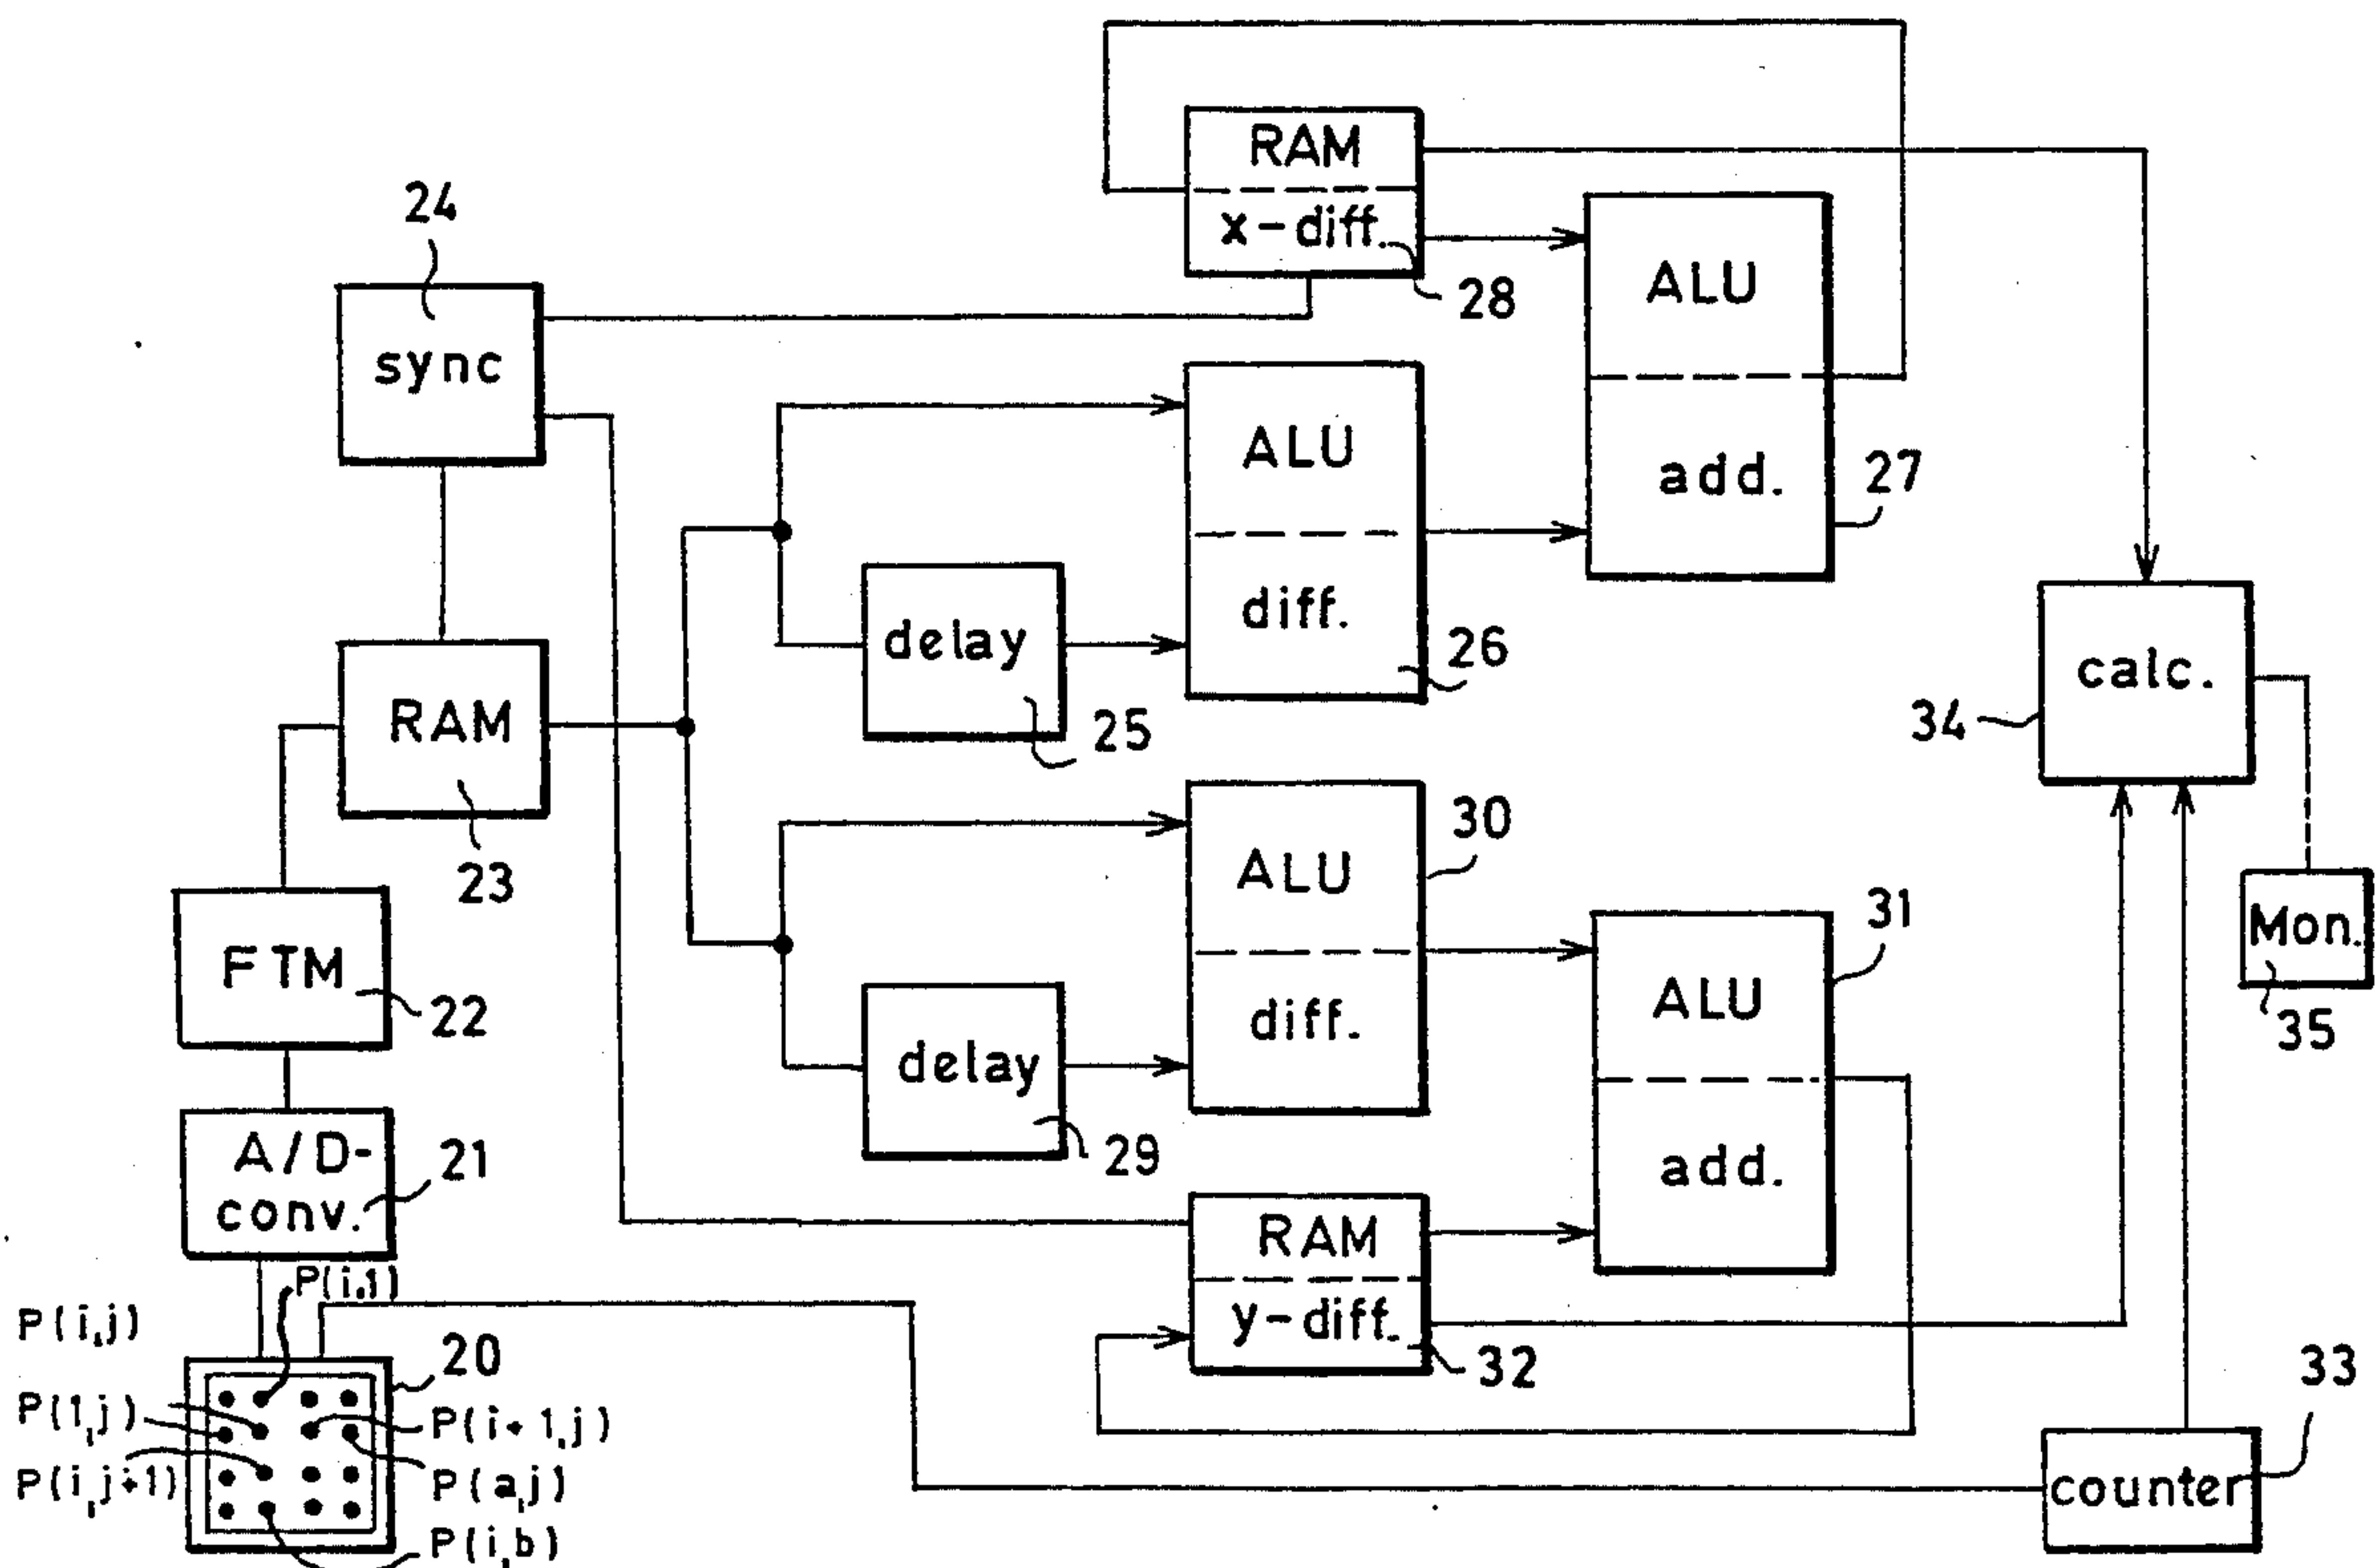 24
sync
RAM
23
FTM
22
A/D-
conv.
21
P(i,1)
P(i,j)
20
P(1,j)
P(i+1,j)
P(i,j+1)
P(a,j)
P(i,b)
RAM
x-diff.
28
ALU
add.
27
ALU
diff.
26
delay
25
ALU
diff.
30
delay
29
ALU
add.
31
RAM
y-diff.
32
calc.
34
Mon.
35
counter
33